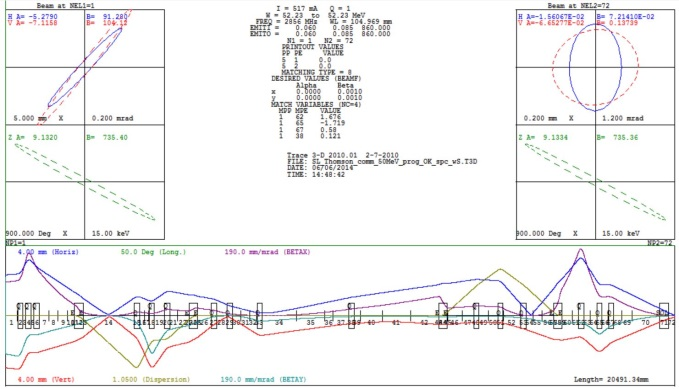 Beam at NEL1=1
H A= -5.2790 B= 91.280
V A= -7.1158 B= 104.12
5.000 mm X 0.200 mrad
Z A= 9.1320 B= 735.40
900.000 Deg X 15.00 keV
NP1=1
I = 517 mA Q = 1
W = 52.23 to 52.23 MeV
FREQ = 2856 MHz WL = 104.969 mm
EMITI = 0.060 0.085 860.000
EMITO = 0.060 0.085 860.000
N1 = 1 N2 = 72
PRINTOUT VALUES
PP PE VALUE
5 1 0.0
5 2 0.0
MATCHING TYPE = 8
DESIRED VALUES (BEAMF)
Alpha Beta
x 0.0000 0.0010
y 0.0000 0.0010
MATCH VARIABLES (NC=4)
MPP MPE VALUE
1 62 1.676
1 65 -1.719
1 67 0.58
1 38 0.121
Trace 3-D_2010.01 2-7-2010
FILE: SL_Thomson_comm_50MeV_prog_OK_spc_wS.T3D
DATE: 06/06/2014
TIME: 14:48:42
Beam at NEL2=72
H A=-1.56067E-02 B= 7.21410E-02
V A=-6.65277E-02 B= 0.13739
0.200 mm X 1.200 mrad
Z A= 9.1334 B= 735.36
900.000 Deg X 15.00 keV
NP2=72
4.00 mm (Horiz) 50.0 Deg (Long.) 190.0 mm/mrad (BETAX)
4.00 mm (Vert) 1.0500 (Dispersion) 190.0 mm/mrad (BETAY) Length= 20491.34mm